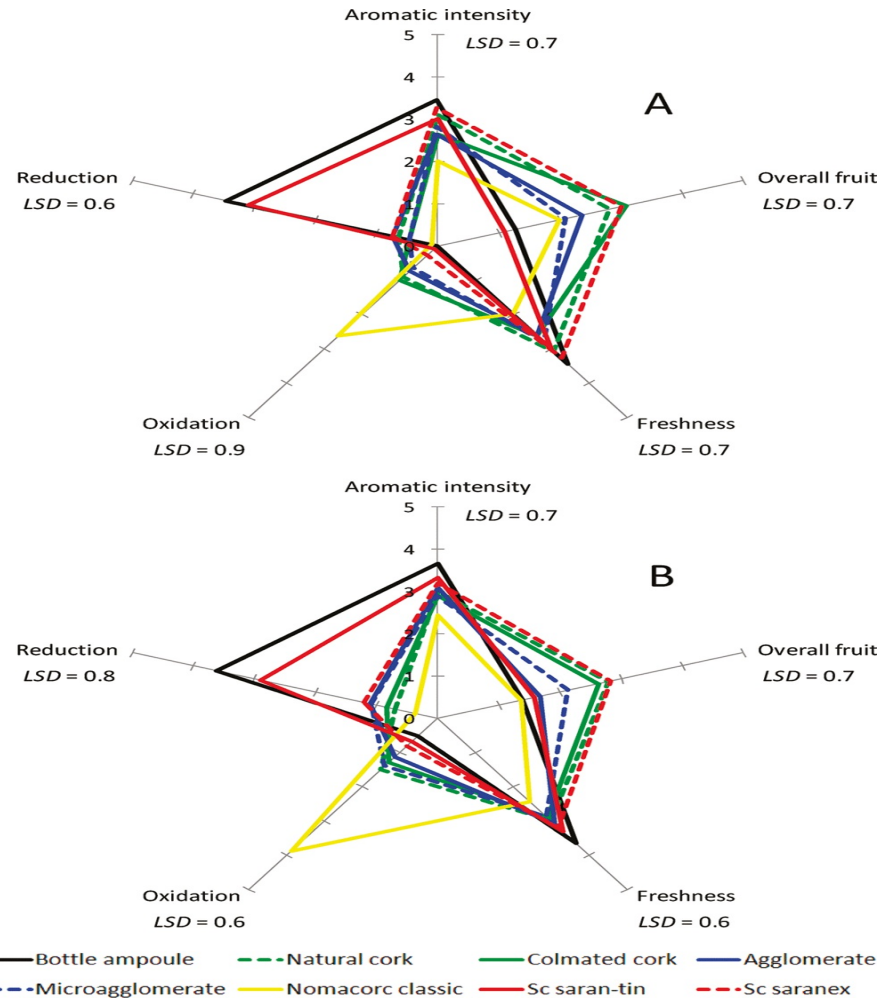 Aromatic intensity
5 LSD = 0.7
4
A
3
2
Reduction Overall fruit
LSD = 0.6 1 LSD = 0.7
0
Oxidation Freshness
LSD = 0.9 LSD = 0.7
Aromatic intensity
5 LSD = 0.7
4
B
3
2
Reduction Overall fruit
LSD = 0.8 1 LSD = 0.7
0
Oxidation Freshness
LSD = 0.6 LSD = 0.6
Bottle ampoule Natural cork Colmated cork Agglomerate
Microagglomerate Nomacorc classic Sc saran-tin Sc saranex